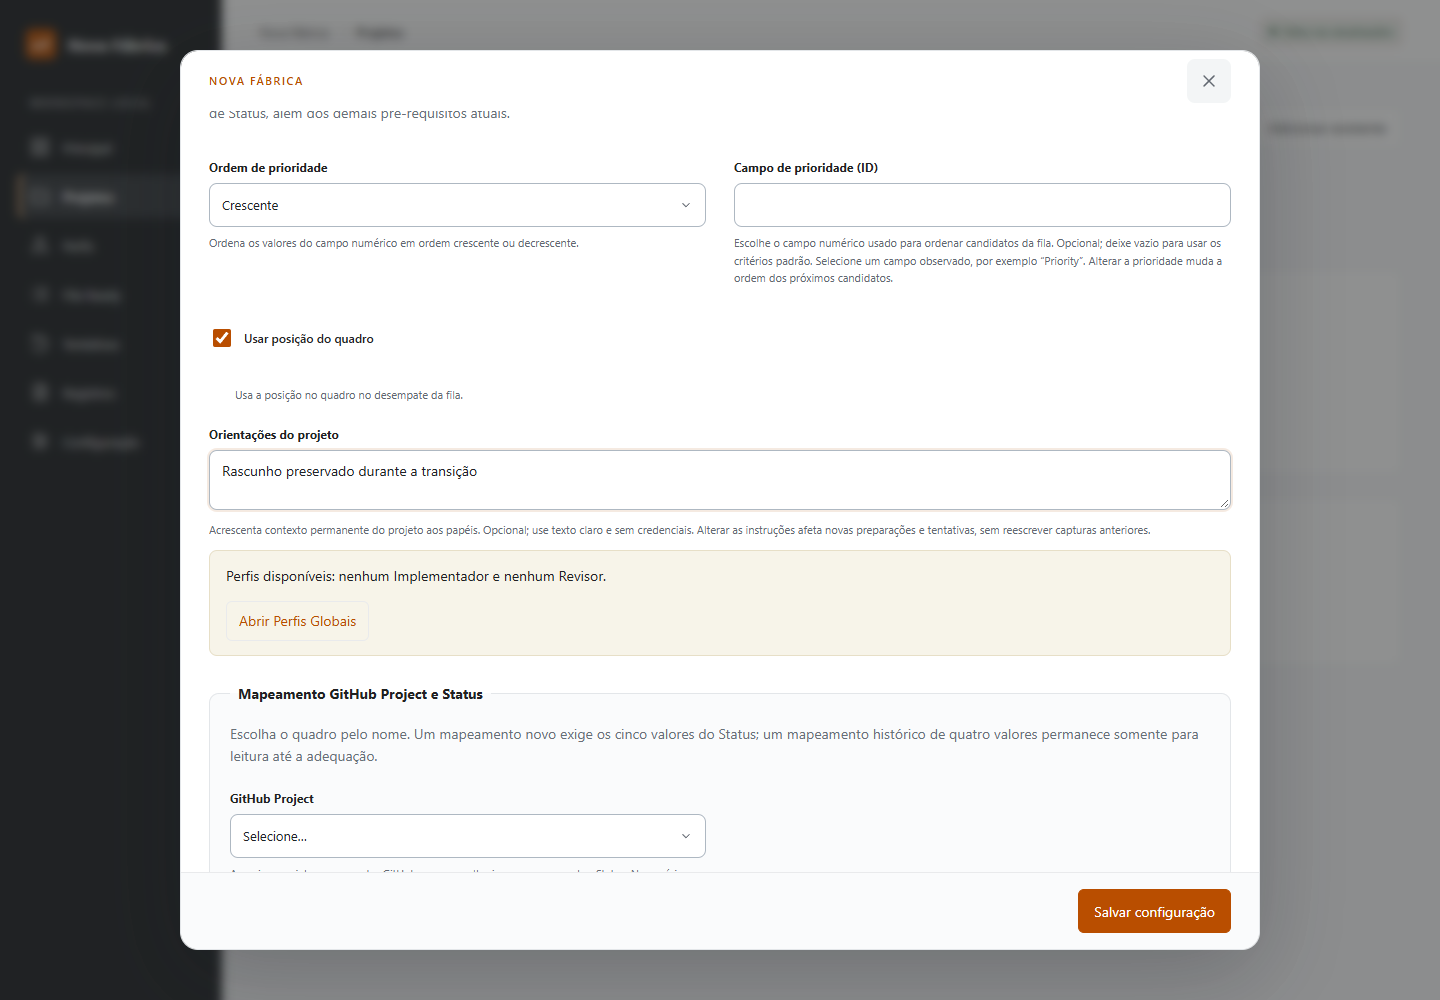 NOVA FÁBRICA
de Status, além dos demais pré-requisitos atuais.
Ordem de prioridade
Crescente
Ordena os valores do campo numérico em ordem crescente ou decrescente.
Campo de prioridade (ID)
Escolhe o campo numérico usado para ordenar candidatos da fila. Opcional; deixe vazio para usar os
critérios padrão. Selecione um campo observado, por exemplo “Priority”. Alterar a prioridade muda a
ordem dos próximos candidatos.
Usar posição do quadro
Usa a posição no quadro no desempate da fila.
Orientações do projeto
Rascunho preservado durante a transição
Acrescenta contexto permanente do projeto aos papéis. Opcional; use texto claro e sem credenciais. Alterar as instruções afeta novas preparações e tentativas, sem reescrever capturas anteriores.
Perfis disponíveis: nenhum Implementador e nenhum Revisor.
Abrir Perfis Globais
Mapeamento GitHub Project e Status
Escolha o quadro pelo nome. Um mapeamento novo exige os cinco valores do Status; um mapeamento histórico de quatro valores permanece somente para
leitura até a adequação.
GitHub Project
Selecione...
Salvar configuração